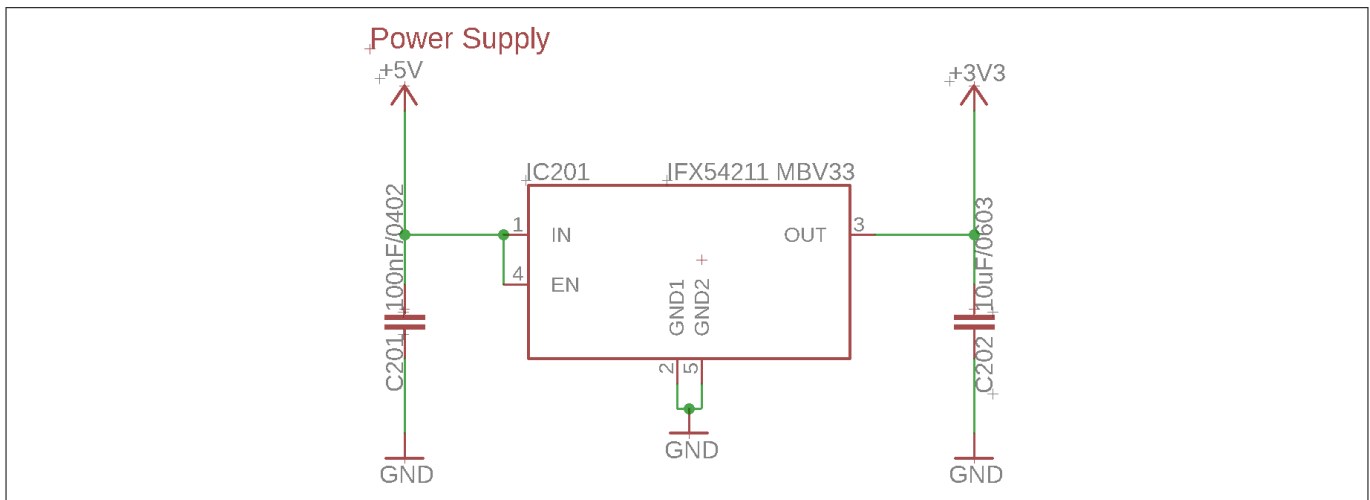 Power Supply
+5V
+3V3
IC201
IFX54211 MBV33
100nF/0402
C201
1
IN
4
EN
OUT
3
GND1
GND2
2
5
10uF/0603
C202
GND
GND
GND